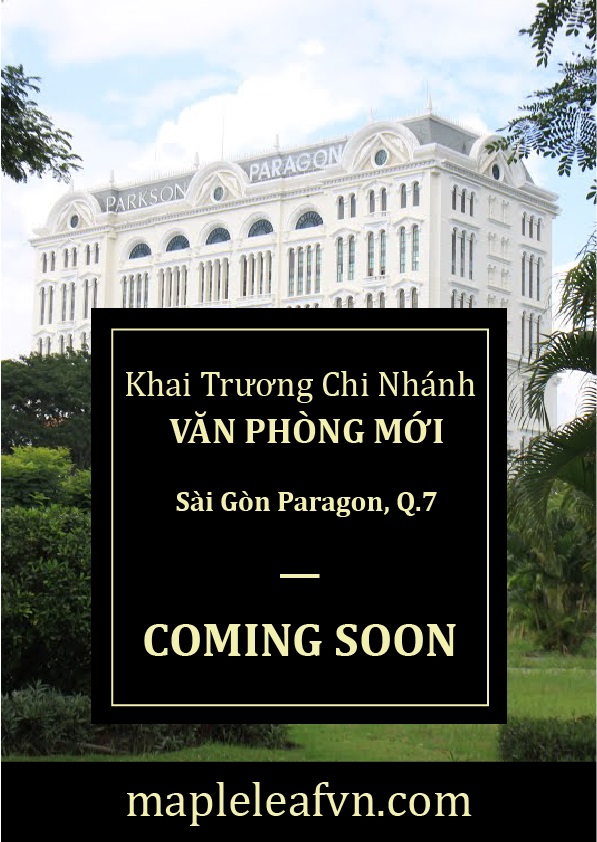 PARKSON PARAGON
Khai Trương Chi Nhánh
VĂN PHÒNG MỚI
Sài Gòn Paragon, Q.7
COMING SOON
mapleleafvn.com